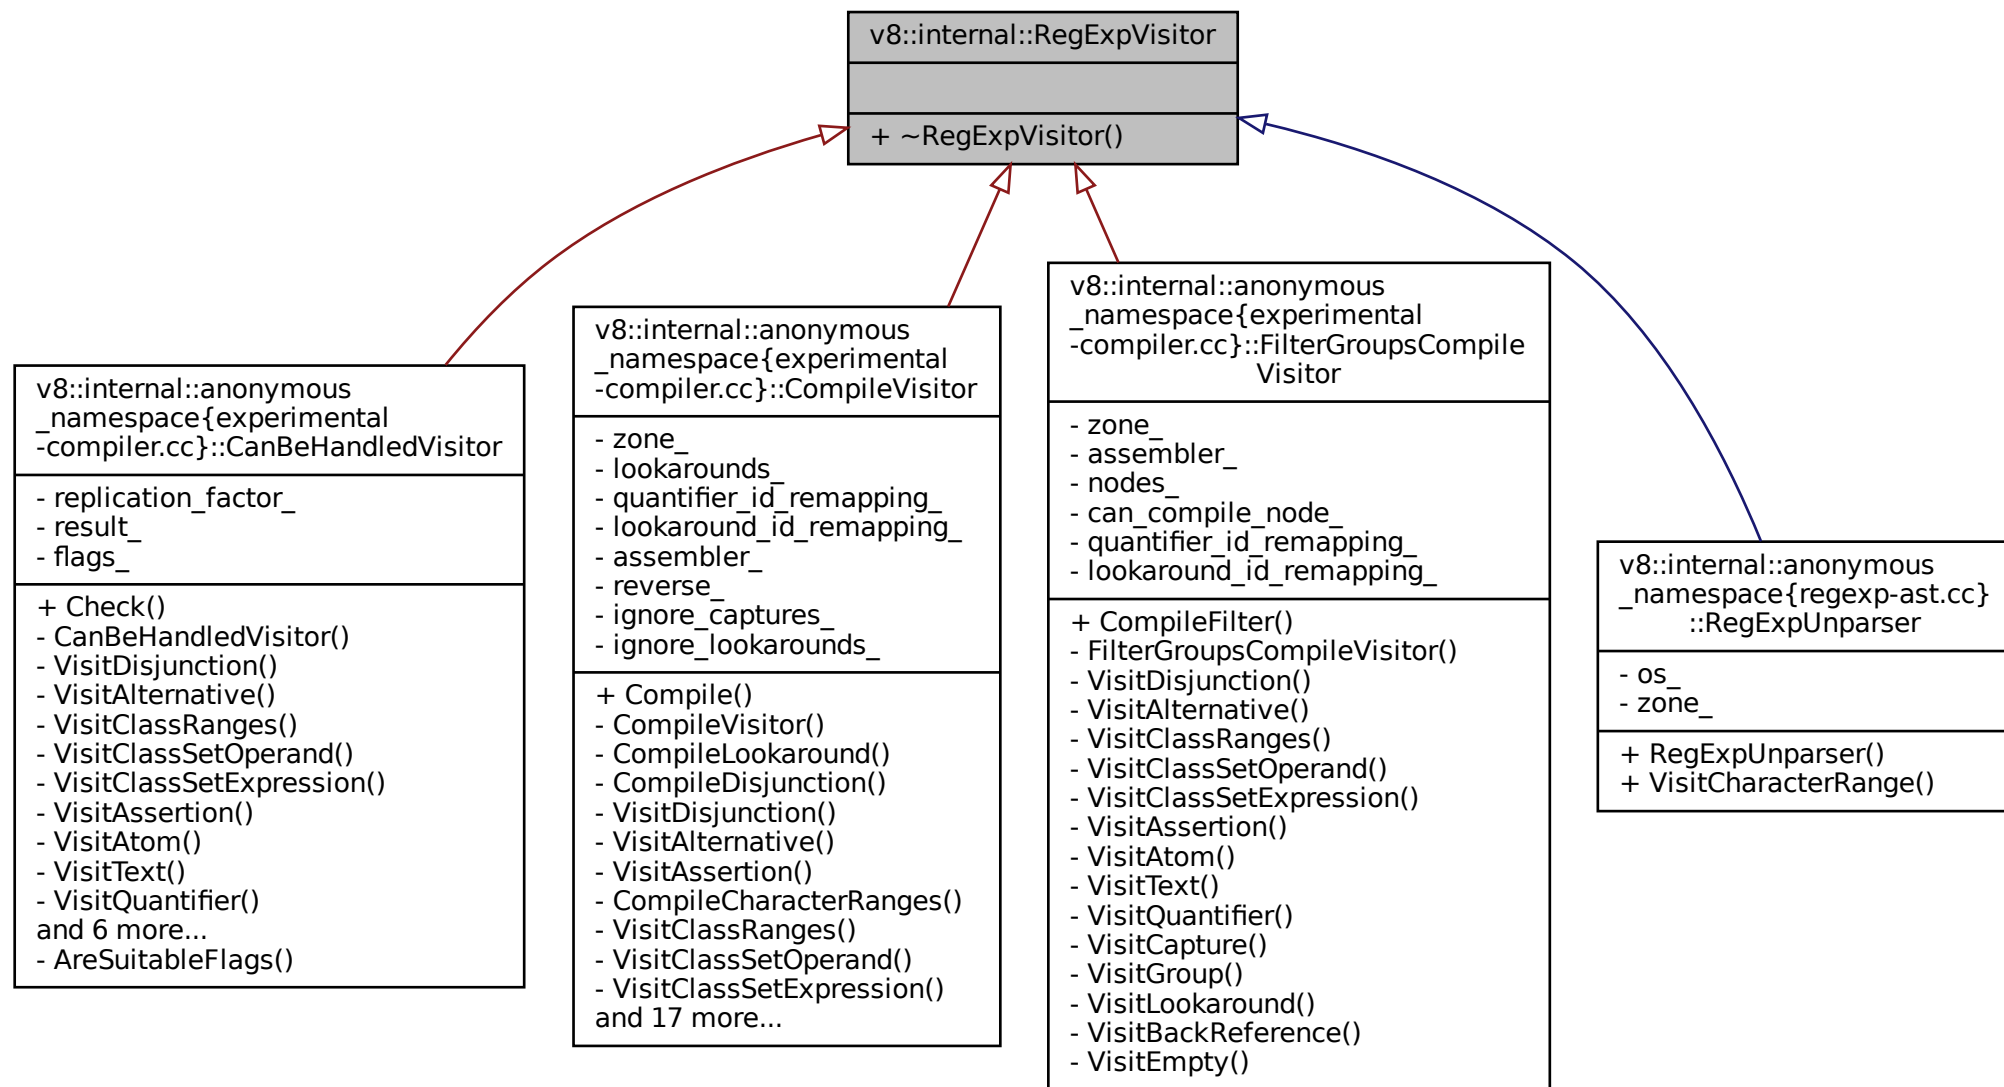 v8::internal::RegExpVisitor
+ ~RegExpVisitor()
v8::internal::anonymous
_namespace{experimental
-compiler.cc}::CanBeHandledVisitor
- replication_factor_
- result_
- flags_
+ Check()
- CanBeHandledVisitor()
- VisitDisjunction()
- VisitAlternative()
- VisitClassRanges()
- VisitClassSetOperand()
- VisitClassSetExpression()
- VisitAssertion()
- VisitAtom()
- VisitText()
- VisitQuantifier()
and 6 more...
- AreSuitableFlags()
v8::internal::anonymous
_namespace{experimental
-compiler.cc}::CompileVisitor
- zone_
- lookarounds_
- quantifier_id_remapping_
- lookaround_id_remapping_
- assembler_
- reverse_
- ignore_captures_
- ignore_lookarounds_
+ Compile()
- CompileVisitor()
- CompileLookaround()
- CompileDisjunction()
- VisitDisjunction()
- VisitAlternative()
- VisitAssertion()
- CompileCharacterRanges()
- VisitClassRanges()
- VisitClassSetOperand()
- VisitClassSetExpression()
and 17 more...
v8::internal::anonymous
_namespace{experimental
-compiler.cc}::FilterGroupsCompile
Visitor
- zone_
- assembler_
- nodes_
- can_compile_node_
- quantifier_id_remapping_
- lookaround_id_remapping_
+ CompileFilter()
- FilterGroupsCompileVisitor()
- VisitDisjunction()
- VisitAlternative()
- VisitClassRanges()
- VisitClassSetOperand()
- VisitClassSetExpression()
- VisitAssertion()
- VisitAtom()
- VisitText()
- VisitQuantifier()
- VisitCapture()
- VisitGroup()
- VisitLookaround()
- VisitBackReference()
- VisitEmpty()
v8::internal::anonymous
_namespace{regexp-ast.cc}
::RegExpUnparser
- os_
- zone_
+ RegExpUnparser()
+ VisitCharacterRange()